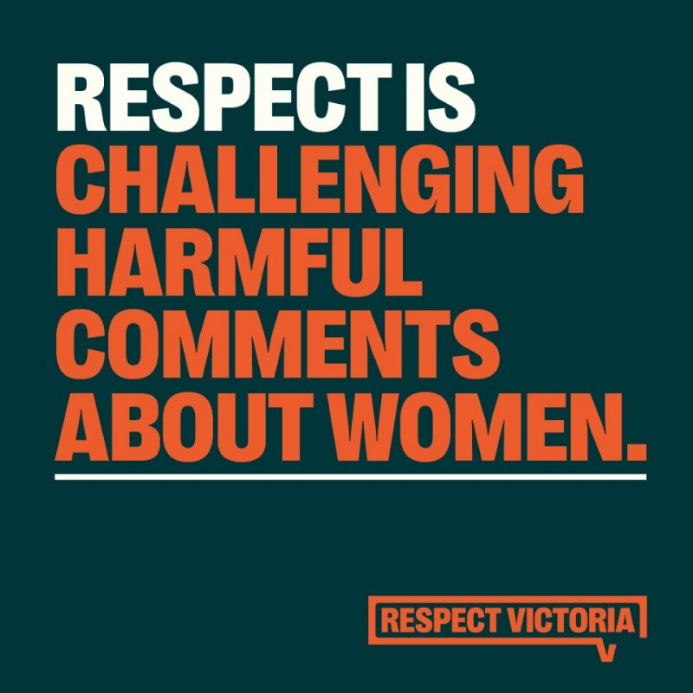 RESPECT IS
CHALLENGING
HARMFUL
COMMENTS
ABOUT WOMEN.
RESPECT VICTORIA